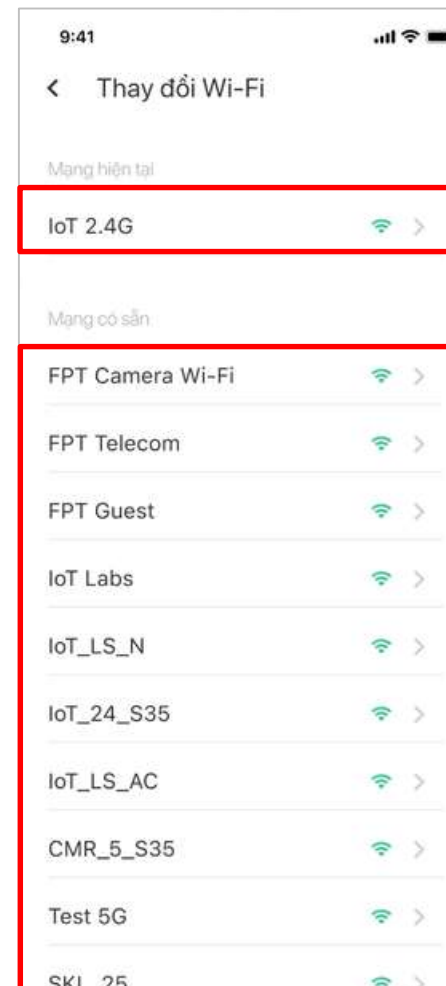 9:41
Thay đổi Wi-Fi
Mạng hiện tại
IoT 2.4G
Mạng có sẵn
FPT Camera Wi-Fi
FPT Telecom
FPT Guest
IoT Labs
IoT_LS_N
IoT_24_S35
IoT_LS_AC
CMR_5_S35
Test 5G
SKL_25